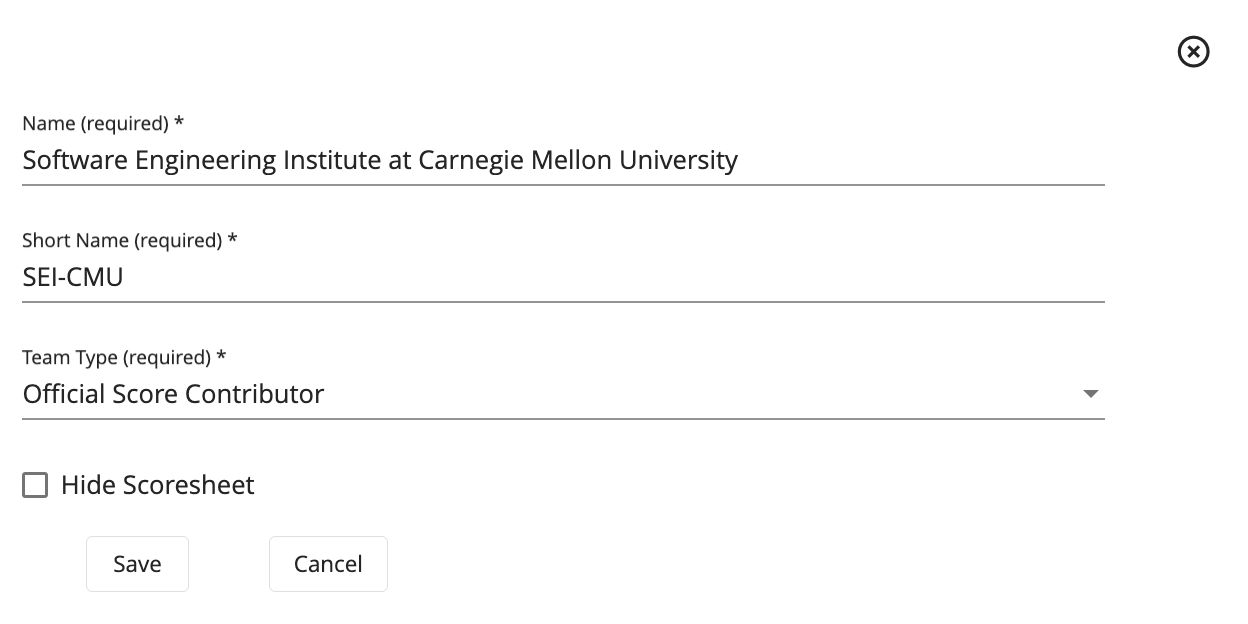 Name (required) *
Software Engineering Institute at Carnegie Mellon University
Short Name (required) *
SEI-CMU
Team Type (required) *
Official Score Contributor
Hide Scoresheet
Save Cancel